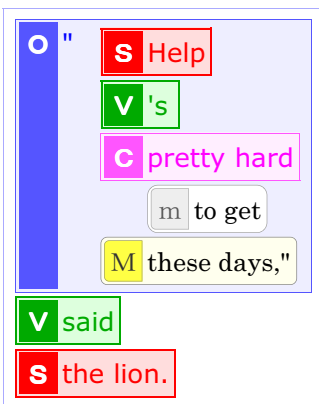 O "
S Help
V 's
C pretty hard
m to get
M these days,"
V said
S the lion.